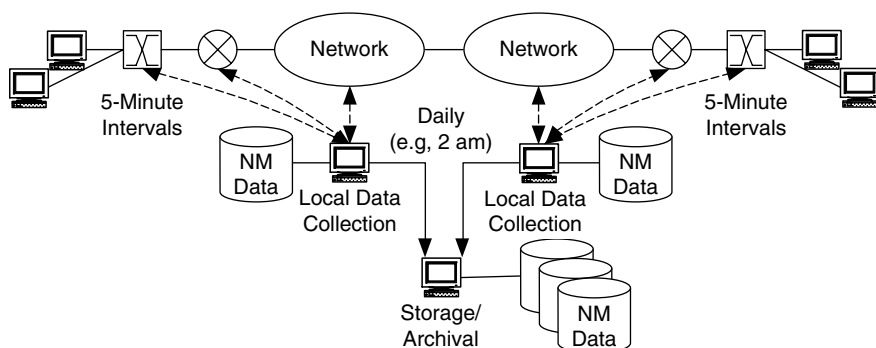 Network
Network
5-Minute
Intervals
5-Minute
Intervals
Daily
(e.g, 2 am)
NM
Data
Local Data
Collection
Local Data
Collection
NM
Data
Storage/
Archival
NM
Data